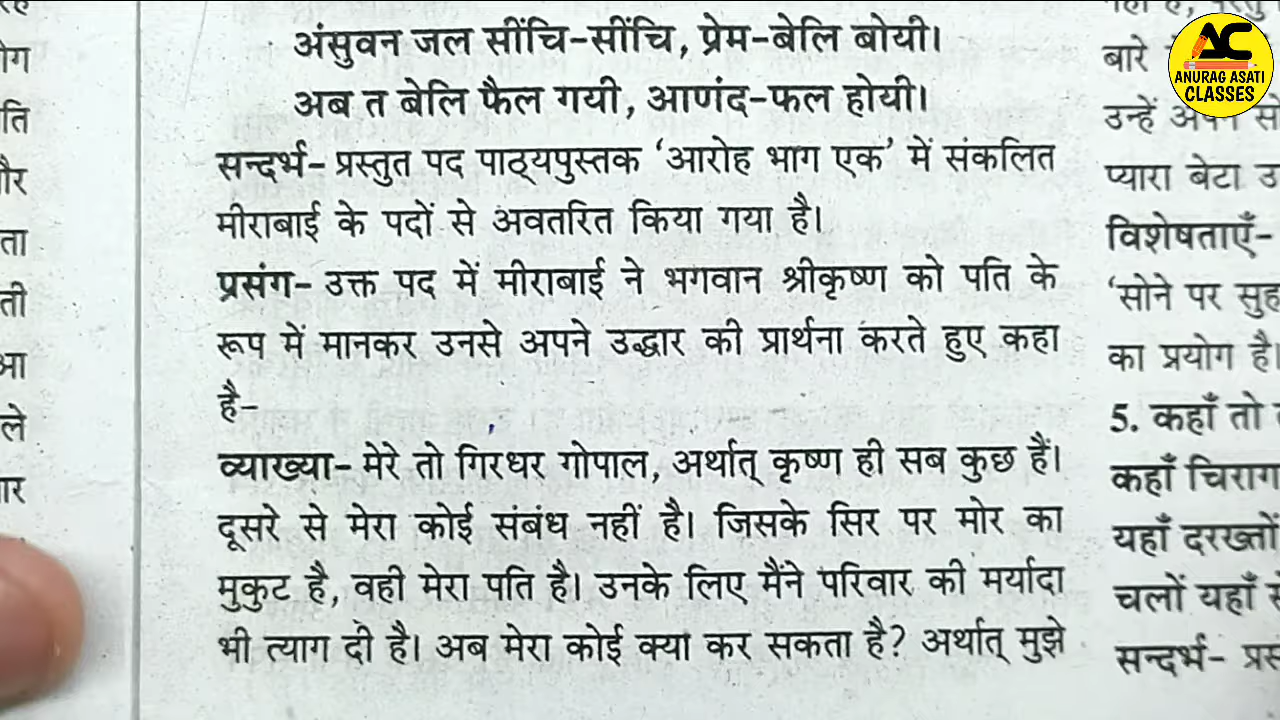 अंसुवन जल सींचि-सींचि, प्रेम-बेलि बोयी।
अब त बेलि फैल गयी, आणंद-फल होयी।
सन्दर्भ- प्रस्तुत पद पाठ्यपुस्तक ‘आरोह भाग एक’ में संकलित
मीराबाई के पदों से अवतरित किया गया है।
प्रसंग- उक्त पद में मीराबाई ने भगवान श्रीकृष्ण को पति के
रूप में मानकर उनसे अपने उद्धार की प्रार्थना करते हुए कहा
है-
व्याख्या- मेरे तो गिरधर गोपाल, अर्थात् कृष्ण ही सब कुछ हैं।
दूसरे से मेरा कोई संबंध नहीं है। जिसके सिर पर मोर का
मुकुट है, वही मेरा पति है। उनके लिए मैंने परिवार की मर्यादा
भी त्याग दी है। अब मेरा कोई क्या कर सकता है? अर्थात् मुझे
बारे
उन्हें अपने
प्यारा बेटा
विशेषताएँ-
‘सोने पर
का प्रयोग है।
5. कहाँ तो
कहाँ चिराग
यहाँ दरख्तों
चलों यहाँ
सन्दर्भ-
AC
ANURAG ASATI
CLASSES